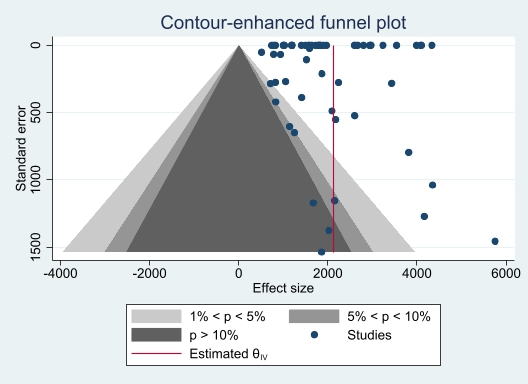 Contour-enhanced funnel plot
Standard error
0
500
1000
1500
-4000 -2000 0 2000 4000 6000
Effect size
1% < p < 5% 5% < p < 10%
p > 10% Studies
Estimated θIV